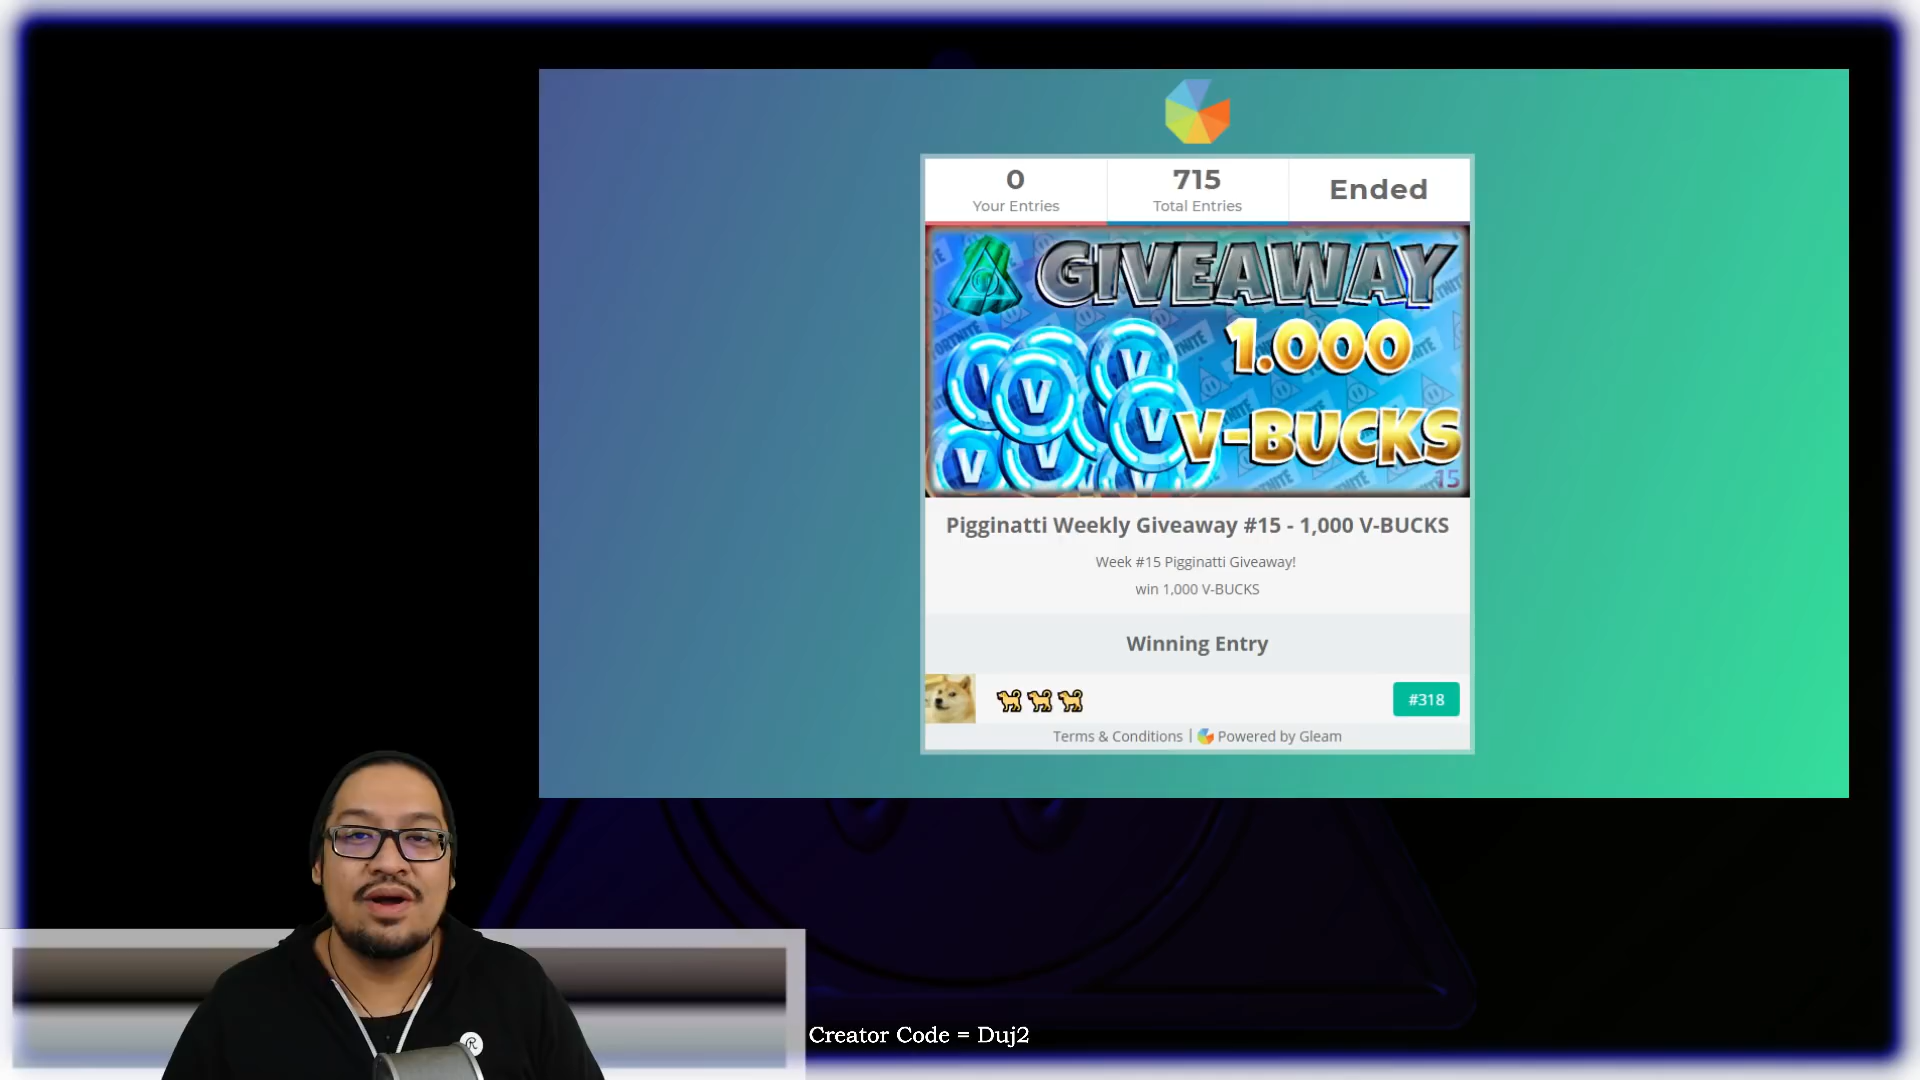 0
Your Entries
715
Total Entries
Ended
GIVEAWAY
1.000
V-BUCKS
15
Pigginatti Weekly Giveaway #15 - 1,000 V-BUCKS
Week #15 Pigginatti Giveaway!
win 1,000 V-BUCKS
Winning Entry
#318
Terms & Conditions | Powered by Gleam
Creator Code = Duj2